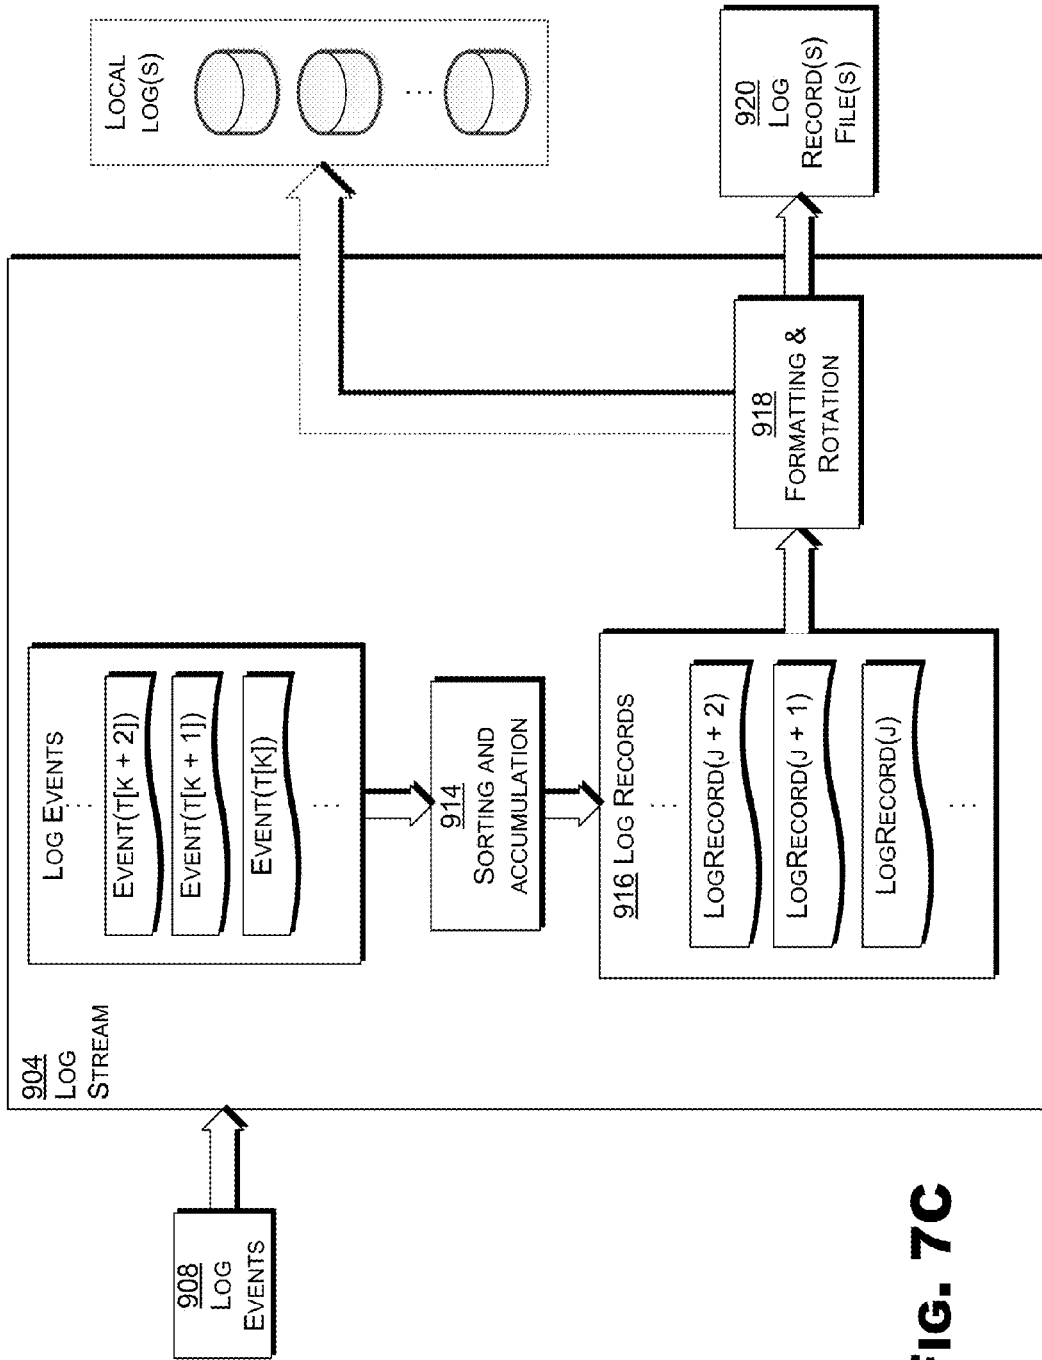 908
LOG
EVENTS
904
LOG
STREAM
LOG EVENTS
...
EVENT(T[K + 2])
EVENT(T[K + 1])
EVENT(T[K])
...
914
SORTING AND
ACCUMULATION
916 LOG RECORDS
...
LOGRECORD(J + 2)
LOGRECORD(J + 1)
LOGRECORD(J)
...
918
FORMATTING &
ROTATION
LOCAL
LOG(S)
...
920
LOG
RECORD(S)
FILE(S)
FIG. 7C